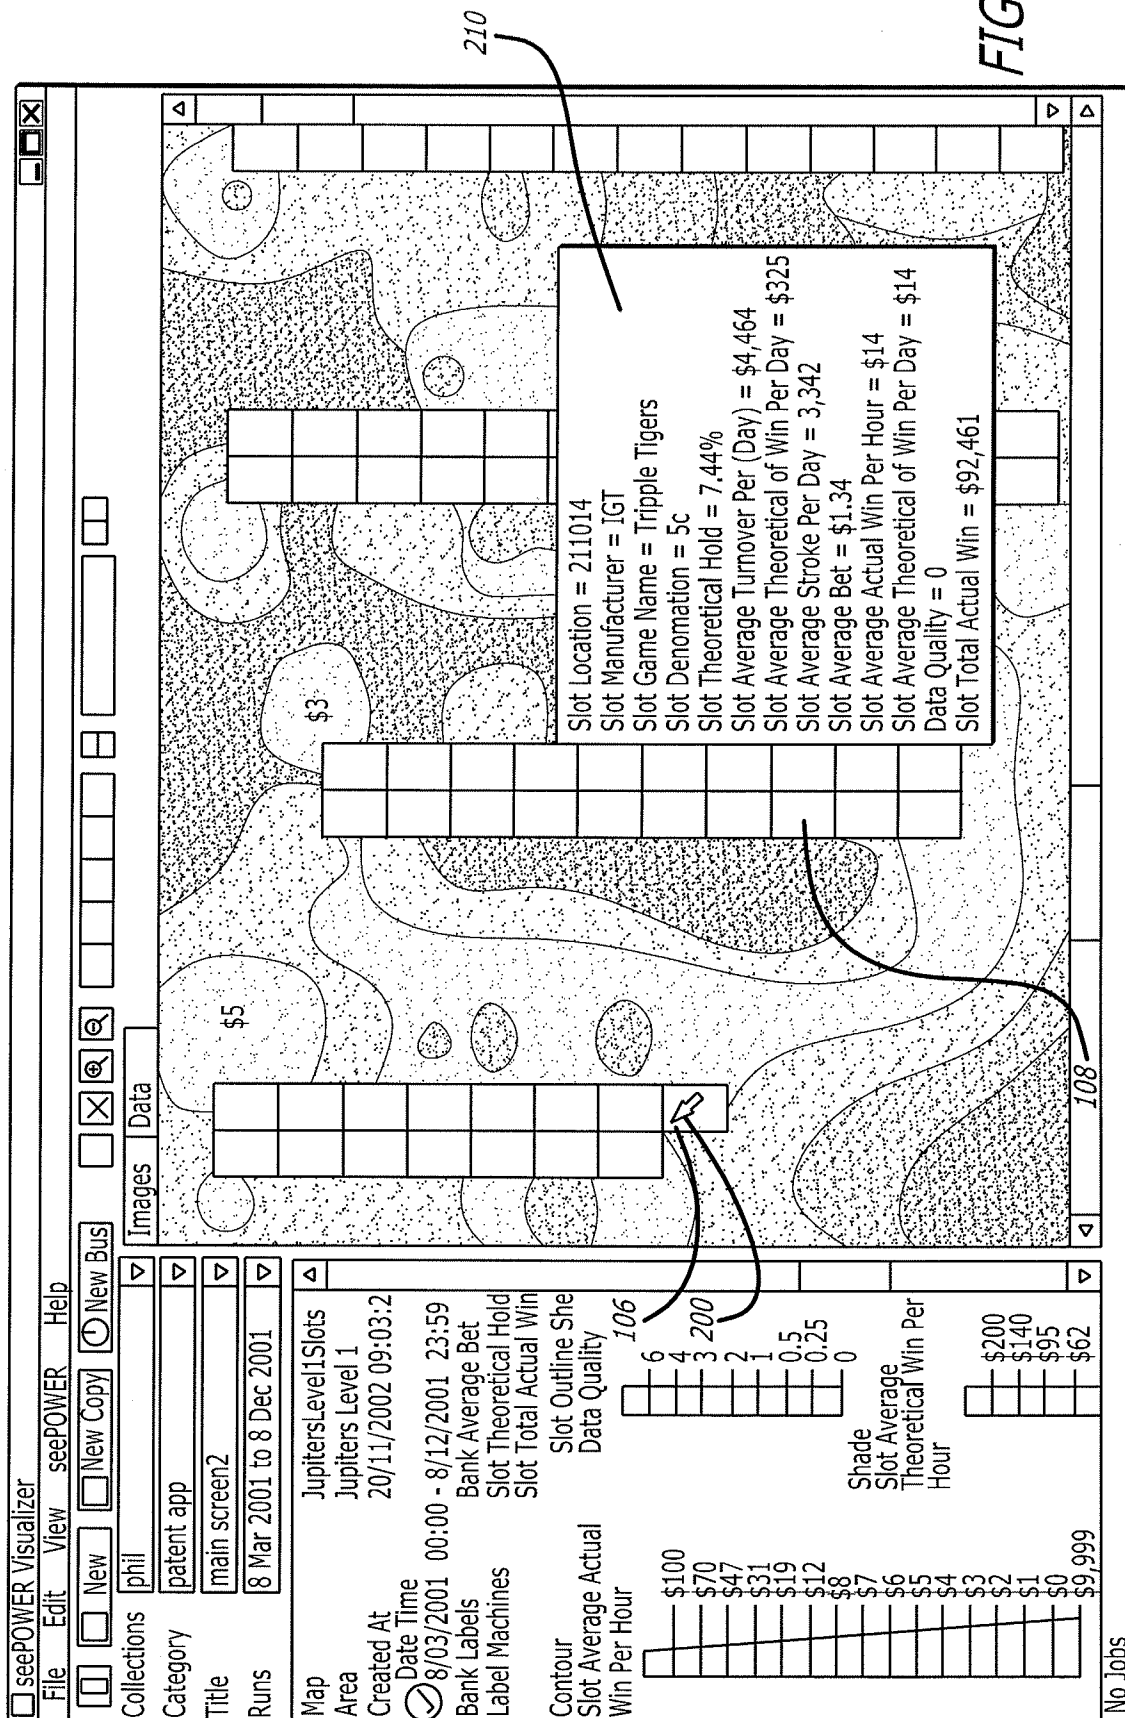 seePOWER Visualizer
File Edit View seePOWER Help
New New Copy New Bus
Collections phil
Category patent app
Title main screen2
Runs 8 Mar 2001 to 8 Dec 2001
Images Data
Map JupitersLevel1Slots
Area Jupiters Level 1
Created At 20/11/2002 09:03:2
Date Time
8/03/2001 00:00 - 8/12/2001 23:59
Bank Labels Bank Average Bet
Label Machines Slot Theoretical Hold
Slot Total Actual Win
Contour
Slot Average Actual
Win Per Hour
$100
$70
$47
$31
$19
$12
$8
$7
$6
$5
$4
$3
$2
$1
$0
$9,999
Slot Outline She
Data Quality
6
4
3
2
1
0.5
0.25
0
Shade
Slot Average
Theoretical Win Per
Hour
$200
$140
$95
$62
No Jobs
$5
$3
Slot Location = 211014
Slot Manufacturer = IGT
Slot Game Name = Tripple Tigers
Slot Denomation = 5c
Slot Theoretical Hold = 7.44%
Slot Average Turnover Per (Day) = $4,464
Slot Average Theoretical of Win Per Day = $325
Slot Average Stroke Per Day = 3,342
Slot Average Bet = $1.34
Slot Average Actual Win Per Hour = $14
Slot Average Theoretical of Win Per Day = $14
Data Quality = 0
Slot Total Actual Win = $92,461
106
200
108
210
FIG